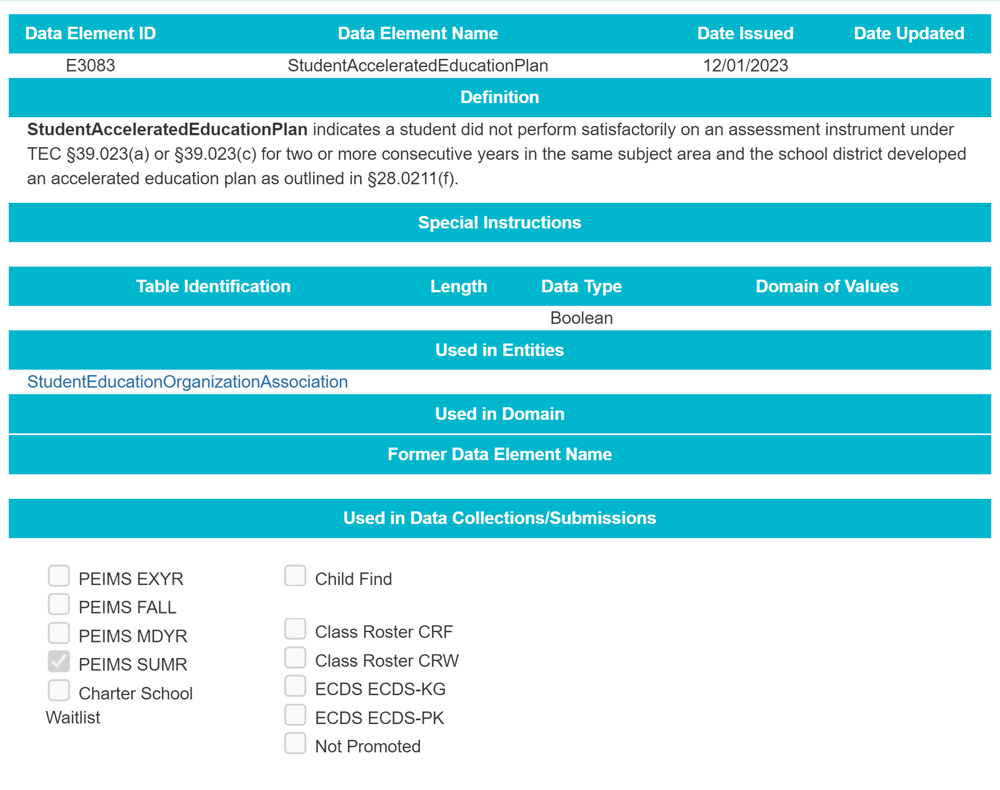 Data Element ID Data Element Name Date Issued Date Updated
E3083 StudentAcceleratedEducationPlan 12/01/2023
Definition
StudentAcceleratedEducationPlan indicates a student did not perform satisfactorily on an assessment instrument under
TEC §39.023(a) or §39.023(c) for two or more consecutive years in the same subject area and the school district developed
an accelerated education plan as outlined in §28.0211(f).
Special Instructions
Table Identification Length Data Type Domain of Values
Boolean
Used in Entities
StudentEducationOrganizationAssociation
Used in Domain
Former Data Element Name
Used in Data Collections/Submissions
PEIMS EXYR
PEIMS FALL
PEIMS MDYR
PEIMS SUMR
Charter School
Waitlist
Child Find
Class Roster CRF
Class Roster CRW
ECDS ECDS-KG
ECDS ECDS-PK
Not Promoted